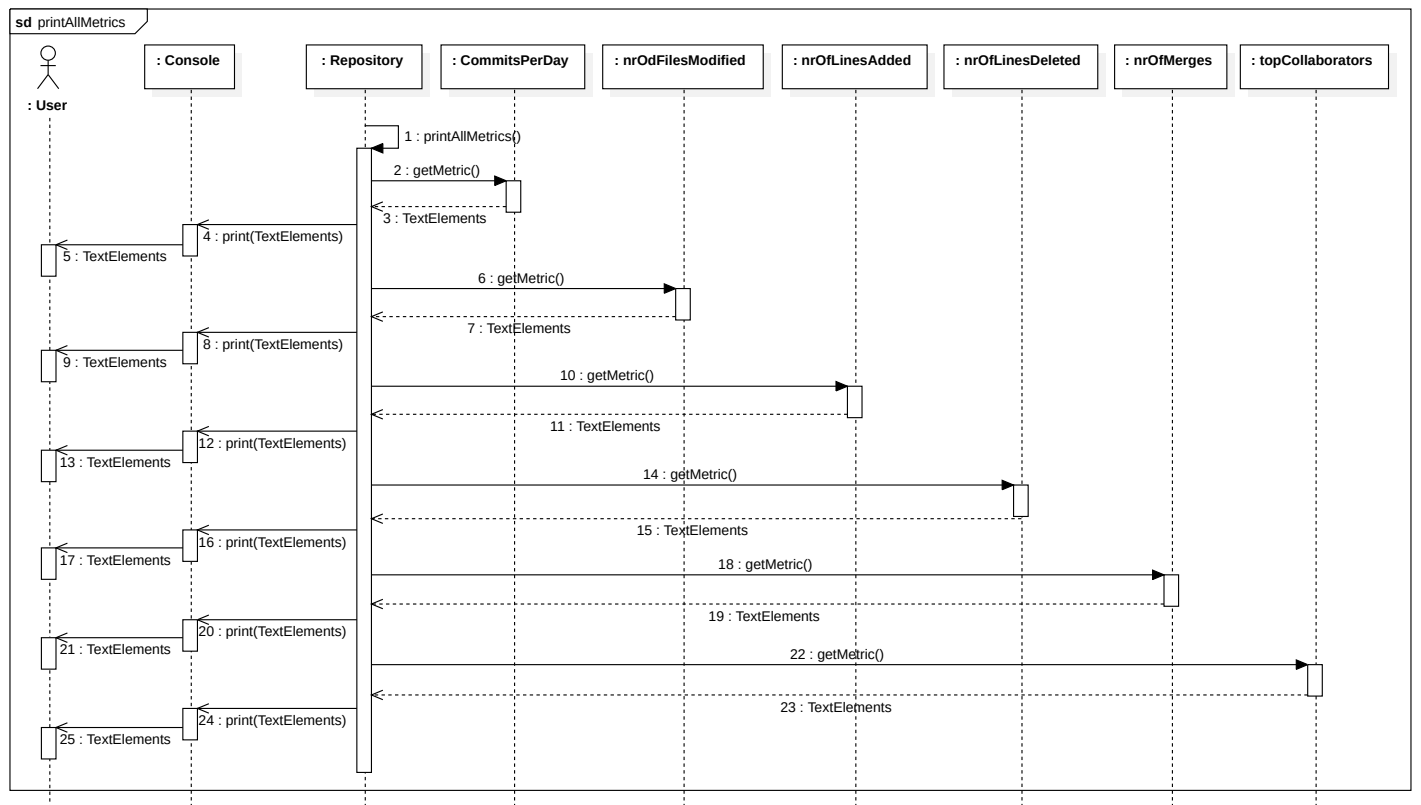 sd printAllMetrics
: User
: Console
: Repository
: CommitsPerDay
: nrOdFilesModified
: nrOfLinesAdded
: nrOfLinesDeleted
: nrOfMerges
: topCollaborators
1 : printAllMetrics()
2 : getMetric()
3 : TextElements
4 : print(TextElements)
5 : TextElements
6 : getMetric()
7 : TextElements
8 : print(TextElements)
9 : TextElements
10 : getMetric()
11 : TextElements
12 : print(TextElements)
13 : TextElements
14 : getMetric()
15 : TextElements
16 : print(TextElements)
17 : TextElements
18 : getMetric()
19 : TextElements
20 : print(TextElements)
21 : TextElements
22 : getMetric()
23 : TextElements
24 : print(TextElements)
25 : TextElements